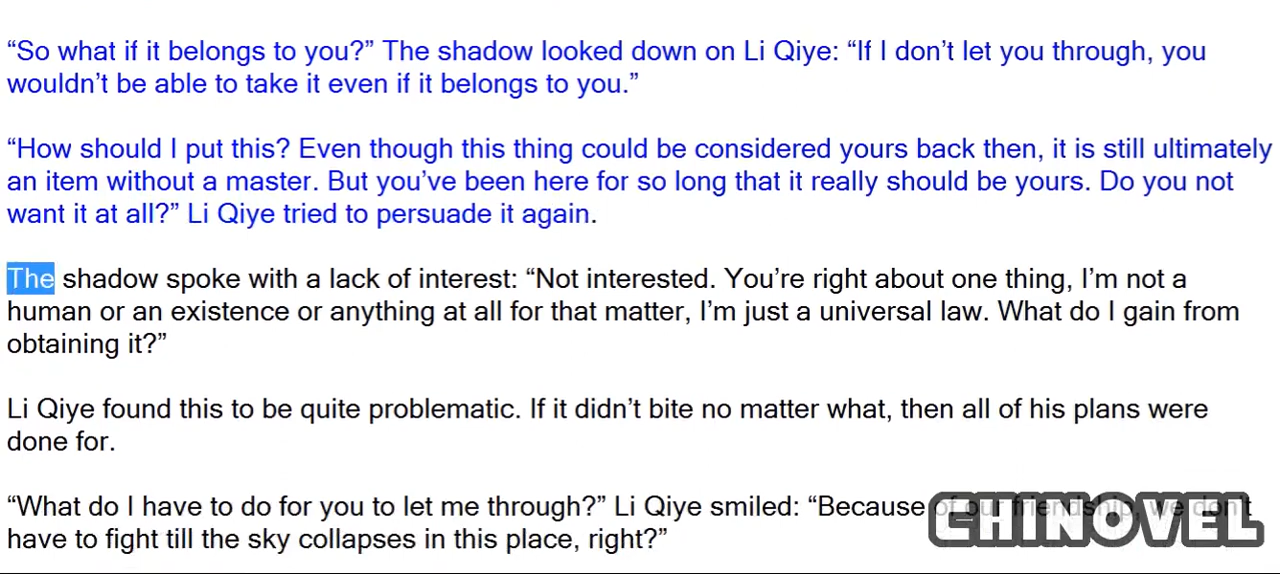 “So what if it belongs to you?” The shadow looked down on Li Qiye: “If I don’t let you through, you
wouldn’t be able to take it even if it belongs to you.”
“How should I put this? Even though this thing could be considered yours back then, it is still ultimately
an item without a master. But you’ve been here for so long that it really should be yours. Do you not
want it at all?” Li Qiye tried to persuade it again.
The shadow spoke with a lack of interest: “Not interested. You’re right about one thing, I’m not a
human or an existence or anything at all for that matter, I’m just a universal law. What do I gain from
obtaining it?”
Li Qiye found this to be quite problematic. If it didn’t bite no matter what, then all of his plans were
done for.
“What do I have to do for you to let me through?” Li Qiye smiled: “Because of our friendship, we don’t
have to fight till the sky collapses in this place, right?”
CHINOVEL